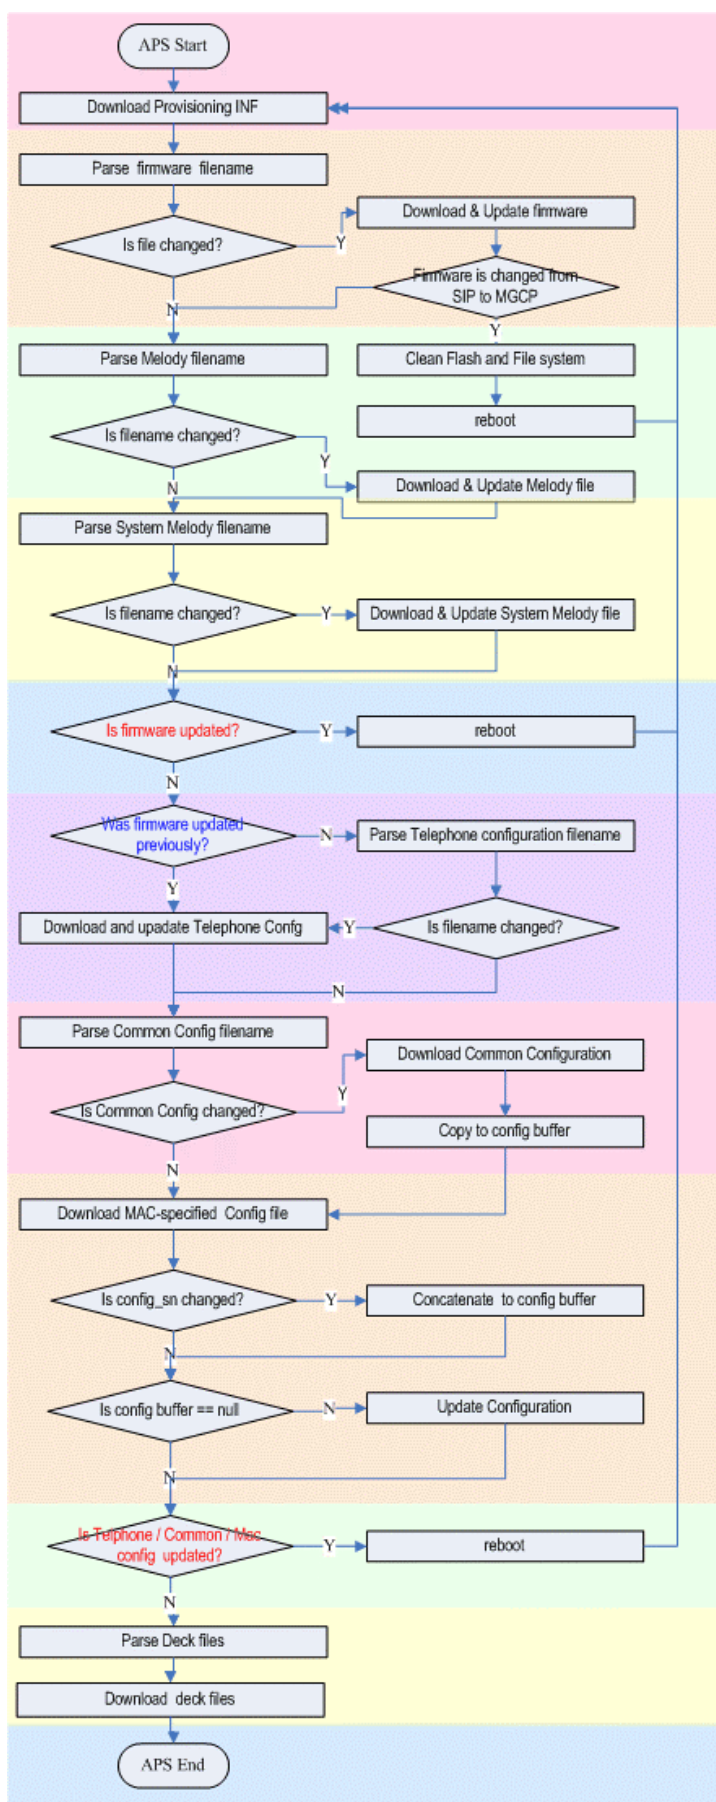 APS Start
Download Provisioning INF
Parse firmware filename
Download & Update firmware
Is file changed?
Y
Firmware is changed from
SIP to MGCP
N
Y
Parse Melody filename
Clean Flash and File system
reboot
Is filename changed?
Y
Download & Update Melody file
N
Parse System Melody filename
Is filename changed?
Y
Download & Update System Melody file
N
Is firmware updated?
Y
reboot
N
Was firmware updated
previously?
N
Parse Telephone configuration filename
Y
Download and upadate Telephone Confg
Y
Is filename changed?
N
Parse Common Config filename
Download Common Configuration
Is Common Config changed?
Y
Copy to config buffer
N
Download MAC-specified Config file
Is config_sn changed?
Y
Concatenate to config buffer
N
Is config buffer == null
N
Update Configuration
N
Is Telphone / Common / Mac
config updated?
Y
reboot
N
Parse Deck files
Download deck files
APS End